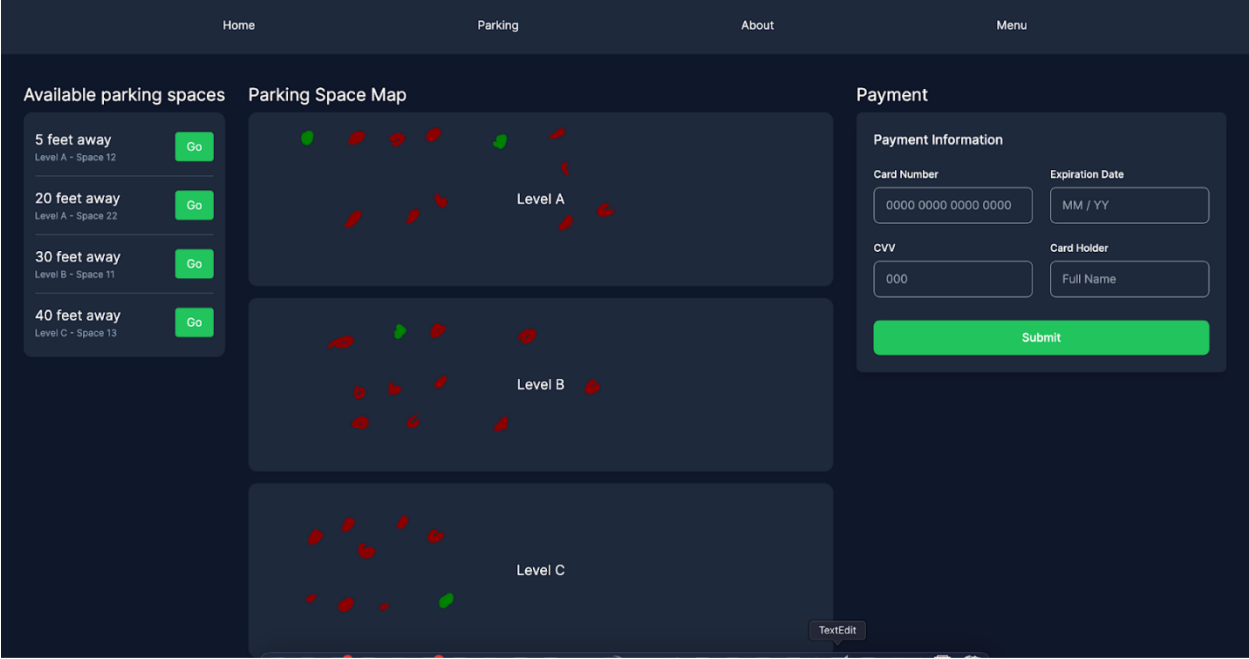 Home
Parking
About
Menu
Available parking spaces
5 feet away
Level A - Space 12
Go
20 feet away
Level A - Space 22
Go
30 feet away
Level B - Space 11
Go
40 feet away
Level C - Space 13
Go
Parking Space Map
Level A
Level B
Level C
Payment
Payment Information
Card Number
Expiration Date
0000 0000 0000 0000
MM / YY
CVV
Card Holder
000
Full Name
Submit
TextEdit